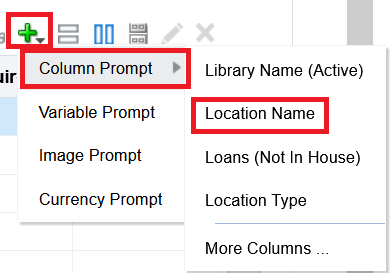 uir
Column Prompt
Variable Prompt
Image Prompt
Currency Prompt
Library Name (Active)
Location Name
Loans (Not In House)
Location Type
More Columns ...